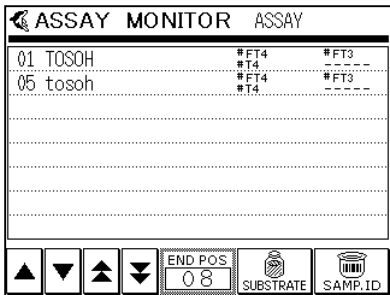 ASSAY MONITOR ASSAY
01 TOSOH #FT4 #FT3
#T4 -----
05 tosoh #FT4 #FT3
#T4 -----
END POS
08
SUBSTRATE
SAMP.ID